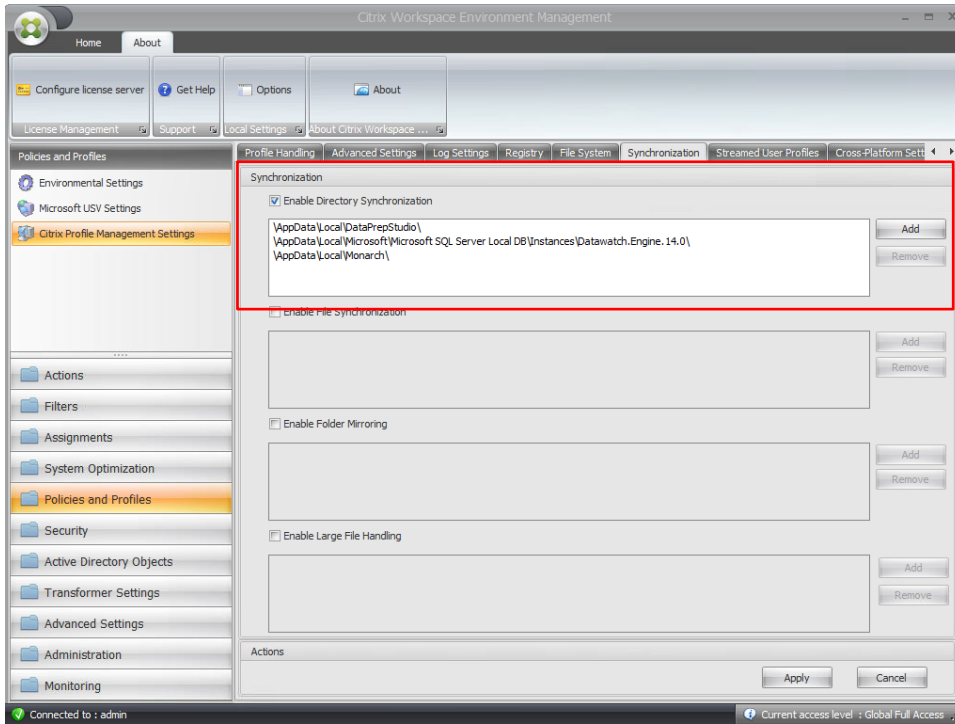 Citrix Workspace Environment Management
Home About
Configure license server Get Help Options About
License Management Support Local Settings About Citrix Workspace ...
Policies and Profiles
Environmental Settings
Microsoft USV Settings
Citrix Profile Management Settings
Actions
Filters
Assignments
System Optimization
Policies and Profiles
Security
Active Directory Objects
Transformer Settings
Advanced Settings
Administration
Monitoring
Profile Handling Advanced Settings Log Settings Registry File System Synchronization Streamed User Profiles Cross-Platform Sett
Synchronization
Enable Directory Synchronization
\AppData\Local\DataPrepStudio\
\AppData\Local\Microsoft\Microsoft SQL Server Local DB\Instances\Datawatch.Engine.14.0\
\AppData\Local\Monarch\
Add
Remove
Enable File Synchronization
Add
Remove
Enable Folder Mirroring
Add
Remove
Enable Large File Handling
Add
Remove
Actions
Apply Cancel
Connected to : admin
Current access level : Global Full Access